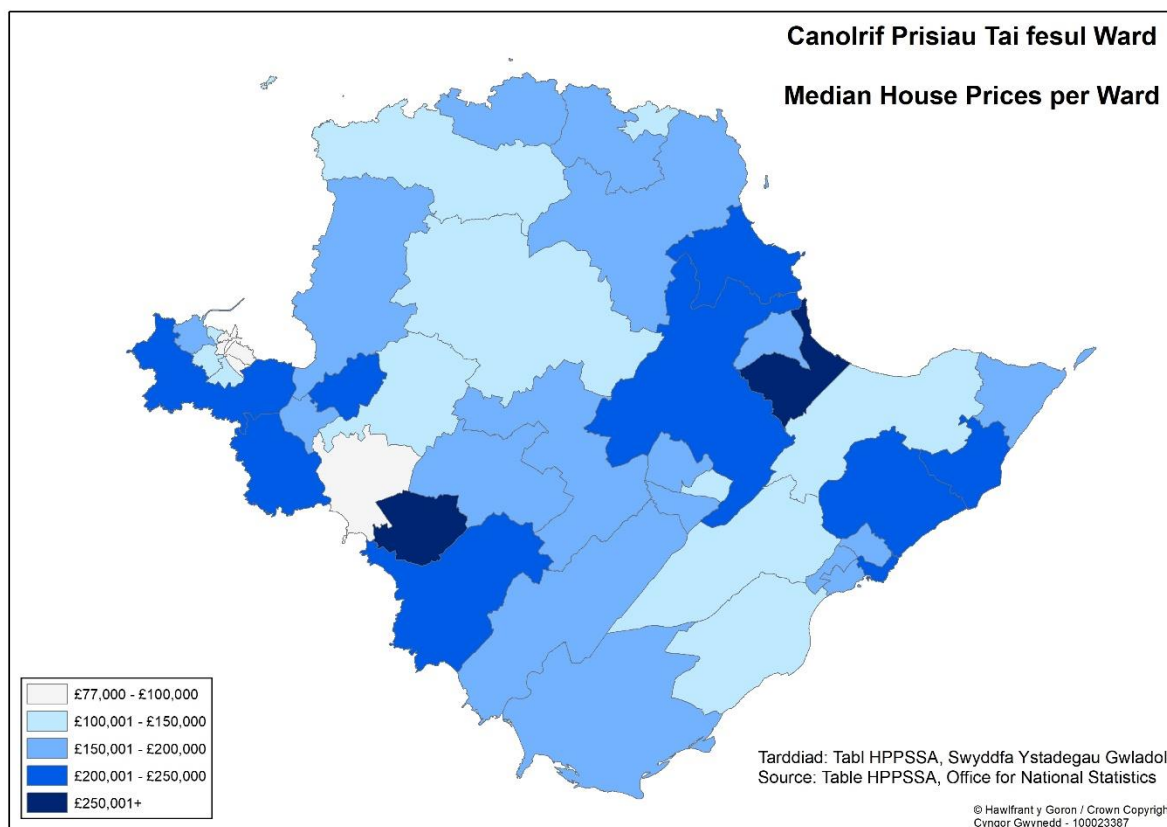 Canolrif Prisiau Tai fesul Ward
Median House Prices per Ward
£77,000 - £100,000
£100,001 - £150,000
£150,001 - £200,000
£200,001 - £250,000
£250,001+
Tarddiad: Tabl HPPSSA, Swyddfa Ystadegau Gwladol
Source: Table HPPSSA, Office for National Statistics
© Hawlfraint y Goron / Crown Copyrigh
Cyngor Gwynedd - 100023387